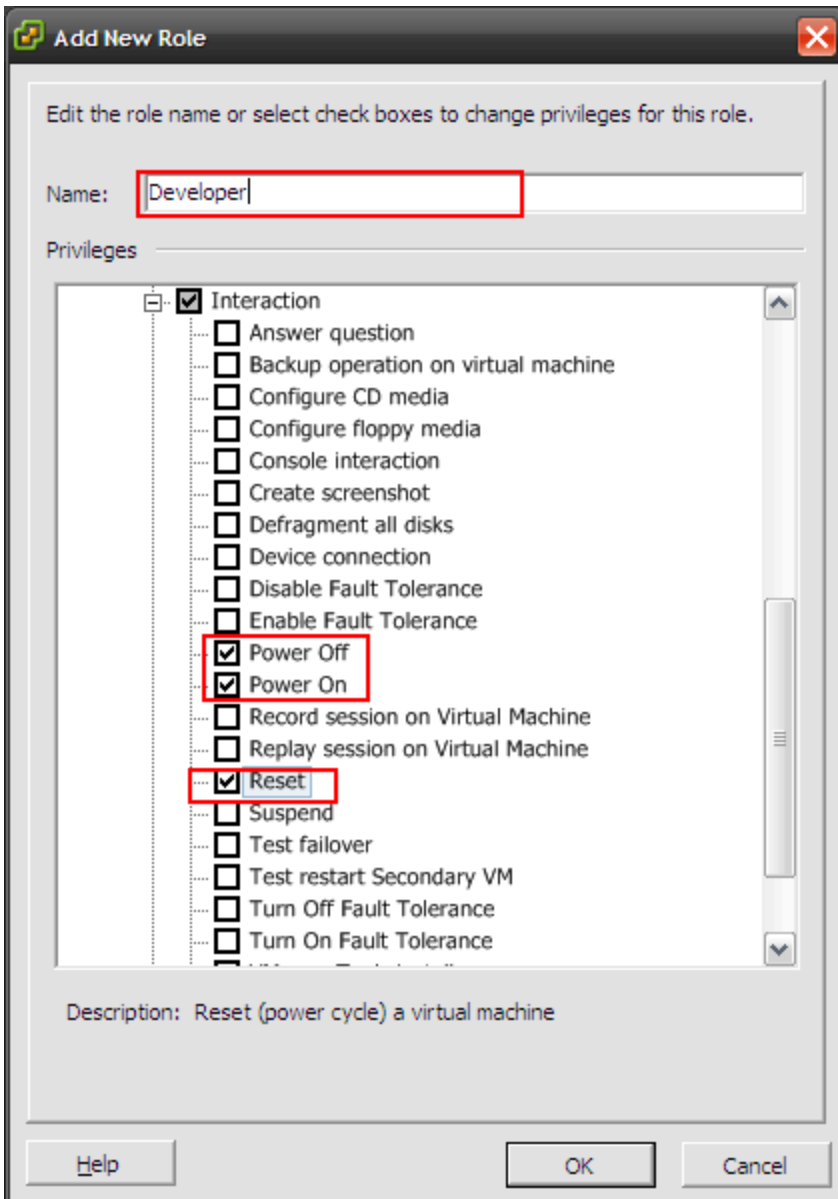 Add New Role
Edit the role name or select check boxes to change privileges for this role.
Name: Developer
Privileges
Interaction
Answer question
Backup operation on virtual machine
Configure CD media
Configure floppy media
Console interaction
Create screenshot
Defragment all disks
Device connection
Disable Fault Tolerance
Enable Fault Tolerance
Power Off
Power On
Record session on Virtual Machine
Replay session on Virtual Machine
Reset
Suspend
Test failover
Test restart Secondary VM
Turn Off Fault Tolerance
Turn On Fault Tolerance
Description: Reset (power cycle) a virtual machine
Help OK Cancel